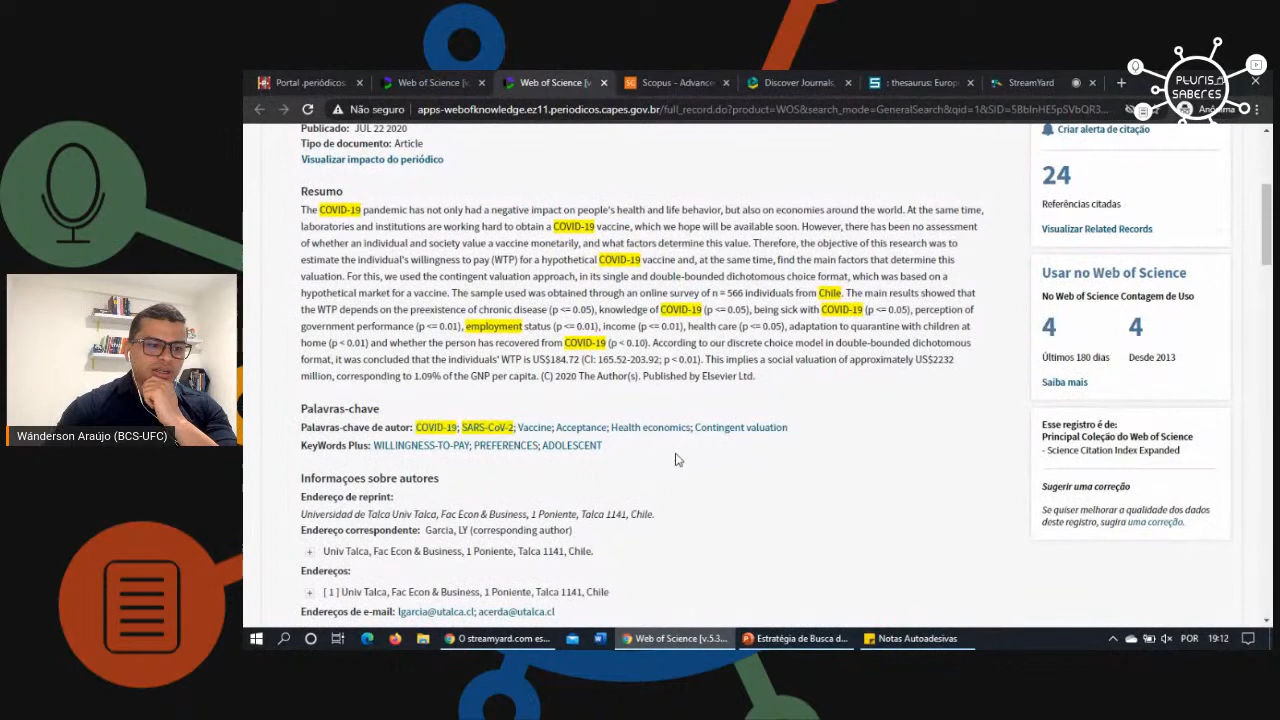 PLURIS
SABERES
Portal .periódicos.
Web of Science [v
Web of Science [v
Scopus - Advance
Discover Journals,
: thesaurus: Europ
StreamYard
Não seguro
apps-webofknowledge.ez11.periodicos.capes.gov.br/full_record.do?product=WOS&search_mode=GeneralSearch&qid=1&SID=
Anônima
Publicado: JUL 22 2020
Tipo de documento: Article
Visualizar impacto do periódico
Resumo
The COVID-19 pandemic has not only had a negative impact on people's health and life behavior, but also on economies around the world. At the same time,
laboratories and institutions are working hard to obtain a COVID-19 vaccine, which we hope will be available soon. However, there has been no assessment
of whether an individual and society value a vaccine monetarily, and what factors determine this value. Therefore, the objective of this research was to
estimate the individual's willingness to pay (WTP) for a hypothetical COVID-19 vaccine and, at the same time, find the main factors that determine this
valuation. For this, we used the contingent valuation approach, in its single and double-bounded dichotomous choice format, which was based on a
hypothetical market for a vaccine. The sample used was obtained through an online survey of n = 566 individuals from Chile. The main results showed that
the WTP depends on the preexistence of chronic disease (p <= 0.05), knowledge of COVID-19 (p <= 0.05), being sick with COVID-19 (p <= 0.05), perception of
government performance (p <= 0.01), employment status (p <= 0.01), income (p <= 0.01), health care (p <= 0.05), adaptation to quarantine with children at
home (p < 0.01) and whether the person has recovered from COVID-19 (p < 0.10). According to our discrete choice model in double-bounded dichotomous
format, it was concluded that the individuals' WTP is US$184.72 (CI: 165.52-203.92; p < 0.01). This implies a social valuation of approximately US$2232
million, corresponding to 1.09% of the GNP per capita. (C) 2020 The Author(s). Published by Elsevier Ltd.
Palavras-chave
Palavras-chave de autor: COVID-19; SARS-CoV-2; Vaccine; Acceptance; Health economics; Contingent valuation
KeyWords Plus: WILLINGNESS-TO-PAY; PREFERENCES; ADOLESCENT
Informaçoes sobre autores
Endereço de reprint:
Universidad de Talca Univ Talca, Fac Econ & Business, 1 Poniente, Talca 1141, Chile.
Endereço correspondente: Garcia, LY (corresponding author)
Univ Talca, Fac Econ & Business, 1 Poniente, Talca 1141, Chile.
Endereços:
[ 1 ] Univ Talca, Fac Econ & Business, 1 Poniente, Talca 1141, Chile
Endereços de e-mail: lgarcia@utalca.cl; acerda@utalca.cl
Criar alerta de citação
24
Referências citadas
Visualizar Related Records
Usar no Web of Science
No Web of Science Contagem de Uso
4 4
Últimos 180 dias Desde 2013
Saiba mais
Esse registro é de:
Principal Coleção do Web of Science
- Science Citation Index Expanded
Sugerir uma correção
Se quiser melhorar a qualidade dos dados
deste registro, sugira uma correção.
Wánderson Araújo (BCS-UFC)
O streamyard.com es...
Web of Science [v.5.3...
Estratégia de Busca d...
Notas Autoadesivas
POR
19:12